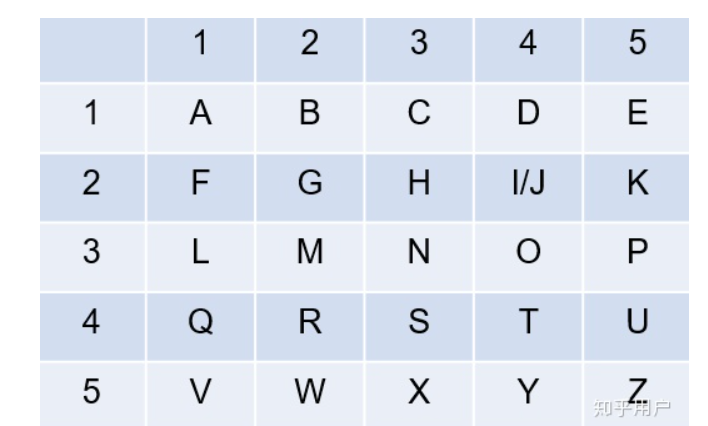 1 2 3 4 5
1 A B C D E
2 F G H I/J K
3 L M N O P
4 Q R S T U
5 V W X Y Z
知乎用户